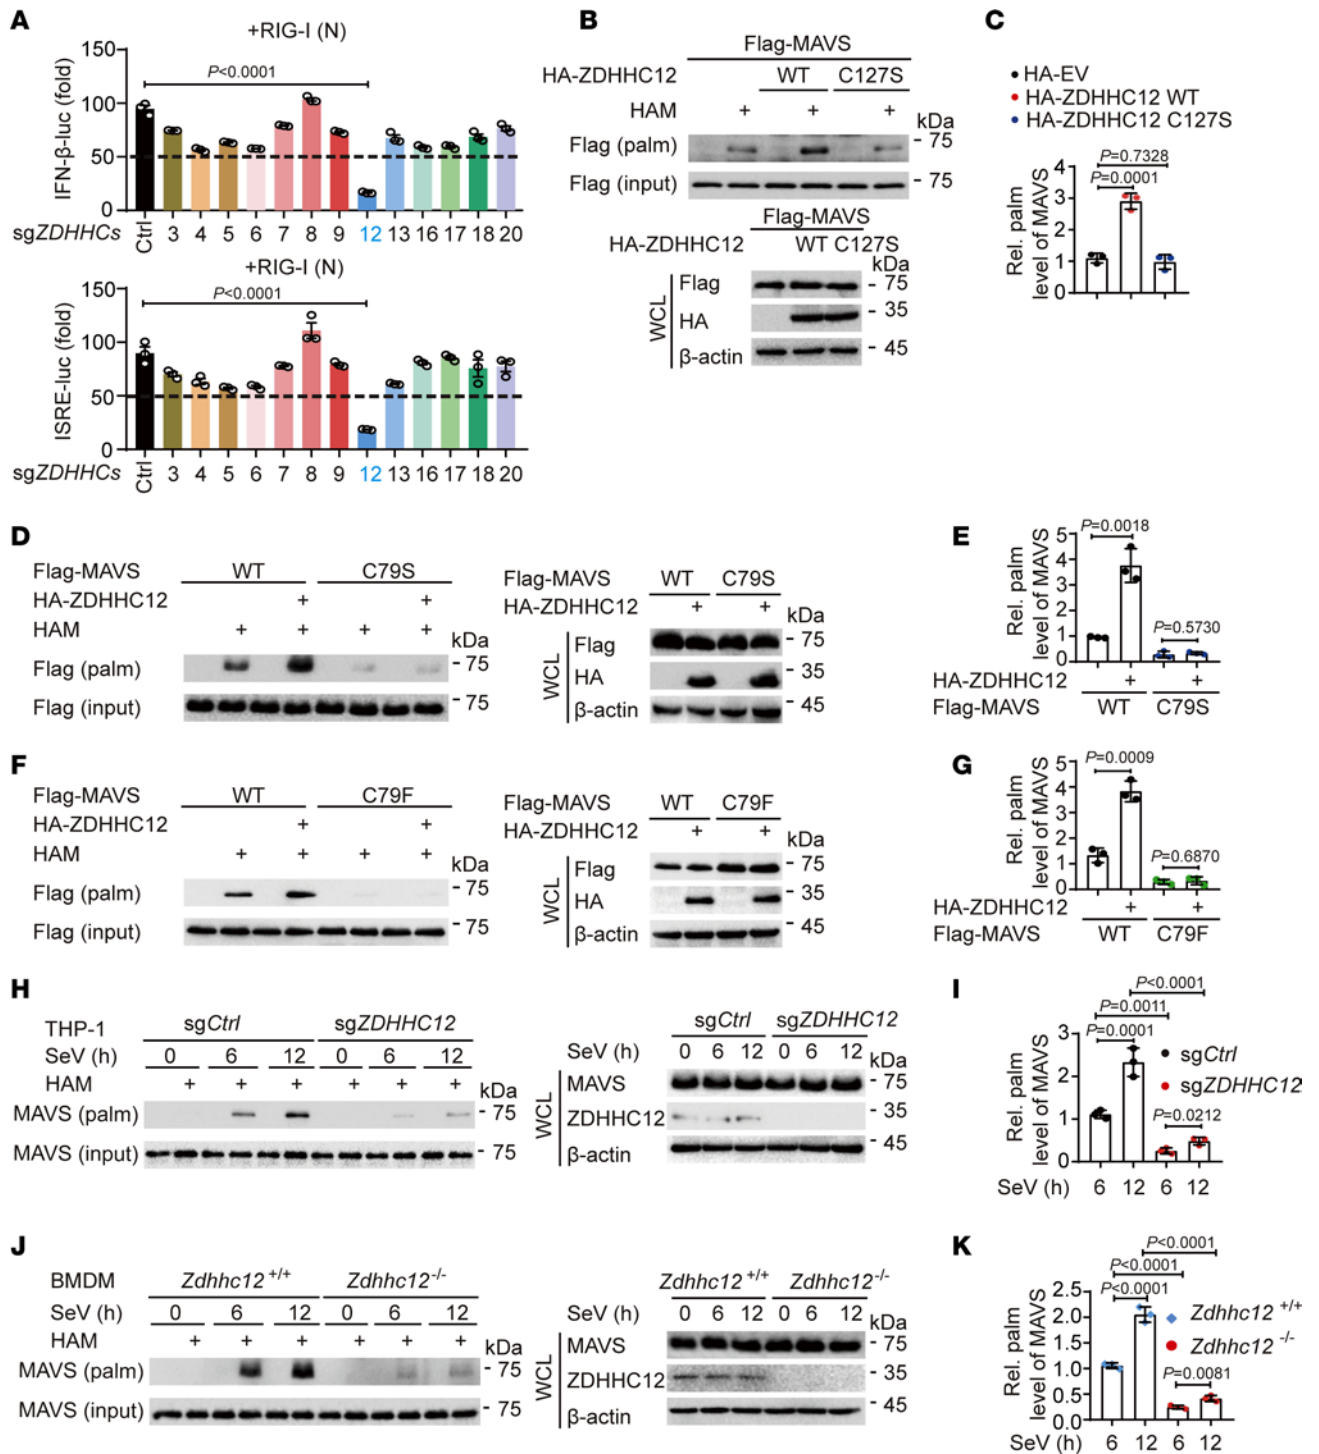 A
+RIG-I (N)
IFN-β-luc (fold)
150
100
50
0
P<0.0001
sgZDHHCs
Ctrl 3 4 5 6 7 8 9 12 13 16 17 18 20
+RIG-I (N)
ISRE-luc (fold)
150
100
50
0
P<0.0001
sgZDHHCs
Ctrl 3 4 5 6 7 8 9 12 13 16 17 18 20
B
Flag-MAVS
HA-ZDHHC12 WT C127S
HAM + + +
kDa
Flag (palm) - 75
Flag (input) - 75
Flag-MAVS
HA-ZDHHC12 WT C127S
kDa
WCL
Flag - 75
HA - 35
β-actin - 45
C
HA-EV
HA-ZDHHC12 WT
HA-ZDHHC12 C127S
P=0.7328
P=0.0001
Rel. palm
level of MAVS
4
3
2
1
0
D
Flag-MAVS WT C79S
HA-ZDHHC12 + +
HAM + + + +
kDa
Flag (palm) - 75
Flag (input) - 75
Flag-MAVS WT C79S
HA-ZDHHC12 + +
kDa
WCL
Flag - 75
HA - 35
β-actin - 45
E
P=0.0018
P=0.5730
Rel. palm
level of MAVS
5
4
3
2
1
0
HA-ZDHHC12 + +
Flag-MAVS WT C79S
F
Flag-MAVS WT C79F
HA-ZDHHC12 + +
HAM + + + +
kDa
Flag (palm) - 75
Flag (input) - 75
Flag-MAVS WT C79F
HA-ZDHHC12 + +
kDa
WCL
Flag - 75
HA - 35
β-actin - 45
G
P=0.0009
P=0.6870
Rel. palm
level of MAVS
5
4
3
2
1
0
HA-ZDHHC12 + +
Flag-MAVS WT C79F
H
THP-1 sgCtrl sgZDHHC12
SeV (h) 0 6 12 0 6 12
HAM + + + + + +
kDa
MAVS (palm) - 75
MAVS (input) - 75
sgCtrl sgZDHHC12
SeV (h) 0 6 12 0 6 12
kDa
WCL
MAVS - 75
ZDHHC12 - 35
β-actin - 45
I
P<0.0001
P=0.0011
P=0.0001
P=0.0212
sgCtrl
sgZDHHC12
Rel. palm
level of MAVS
3
2
1
0
SeV (h) 6 12 6 12
J
BMDM Zdhhc12 +/+ Zdhhc12 -/-
SeV (h) 0 6 12 0 6 12
HAM + + + + + +
kDa
MAVS (palm) - 75
MAVS (input) - 75
Zdhhc12 +/+ Zdhhc12 -/-
SeV (h) 0 6 12 0 6 12
kDa
WCL
MAVS - 75
ZDHHC12 - 35
β-actin - 45
K
P<0.0001
P<0.0001
P<0.0001
P=0.0081
Zdhhc12 +/+
Zdhhc12 -/-
Rel. palm
level of MAVS
2.5
2.0
1.5
1.0
0.5
0.0
SeV (h) 6 12 6 12